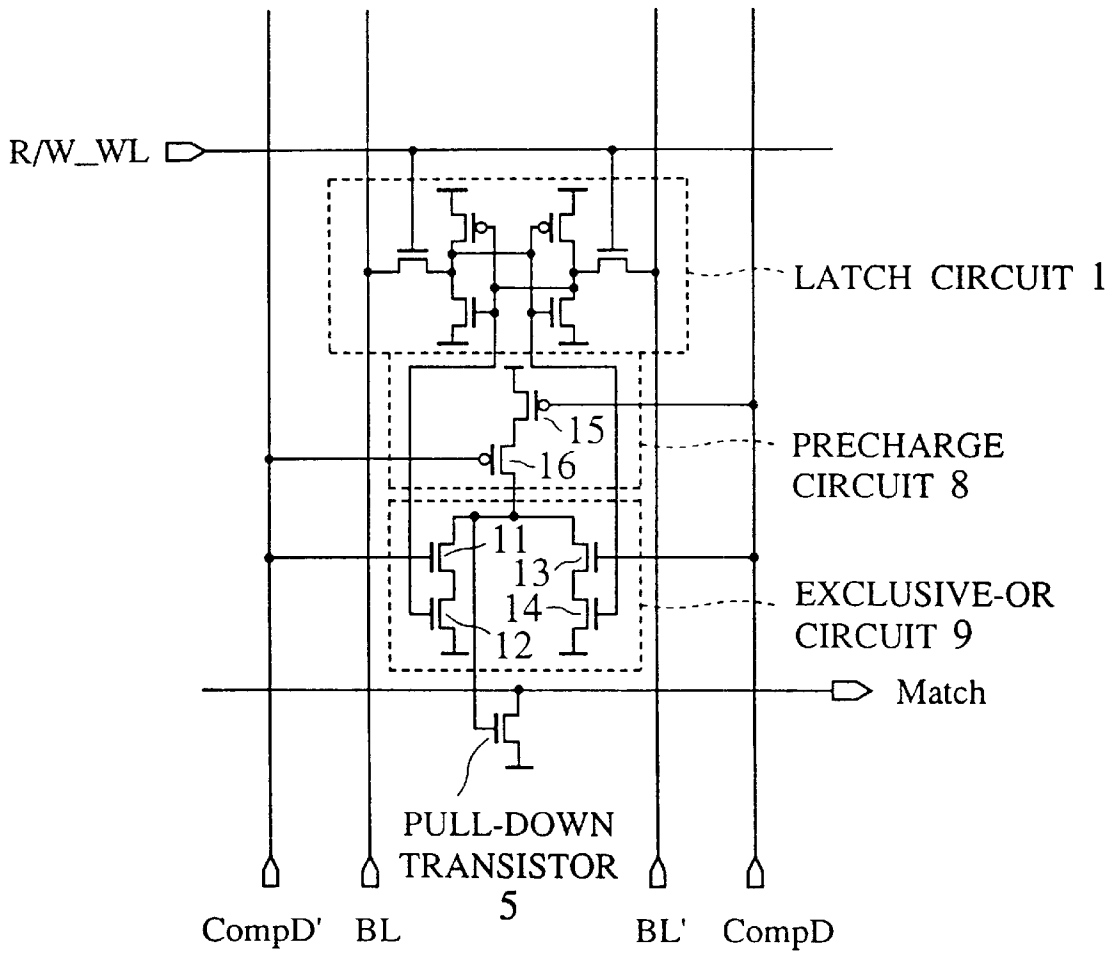 R/W_WL
LATCH CIRCUIT 1
15
PRECHARGE
CIRCUIT 8
16
11
13
14
12
EXCLUSIVE-OR
CIRCUIT 9
Match
PULL-DOWN
TRANSISTOR
5
CompD' BL BL' CompD